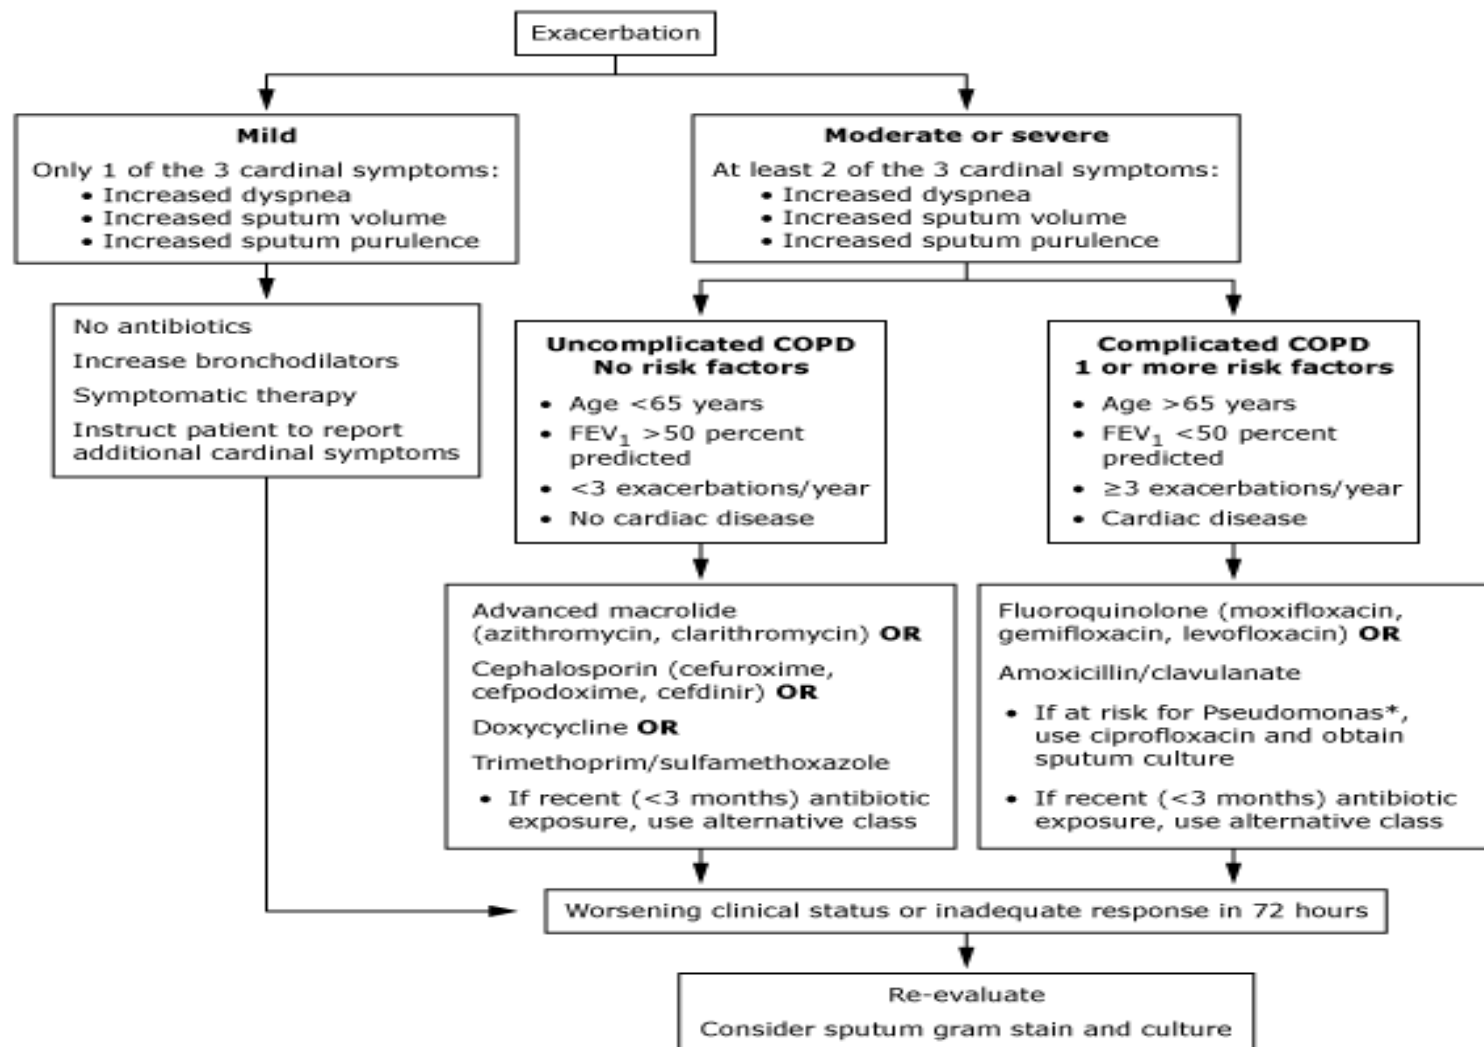 Exacerbation
Mild
Only 1 of the 3 cardinal symptoms:
• Increased dyspnea
• Increased sputum volume
• Increased sputum purulence
Moderate or severe
At least 2 of the 3 cardinal symptoms:
• Increased dyspnea
• Increased sputum volume
• Increased sputum purulence
No antibiotics
Increase bronchodilators
Symptomatic therapy
Instruct patient to report
additional cardinal symptoms
Uncomplicated COPD
No risk factors
• Age <65 years
• FEV₁ >50 percent
predicted
• <3 exacerbations/year
• No cardiac disease
Complicated COPD
1 or more risk factors
• Age >65 years
• FEV₁ <50 percent
predicted
• ≥3 exacerbations/year
• Cardiac disease
Advanced macrolide
(azithromycin, clarithromycin) OR
Cephalosporin (cefuroxime,
cefpodoxime, cefdinir) OR
Doxycycline OR
Trimethoprim/sulfamethoxazole
• If recent (<3 months) antibiotic
exposure, use alternative class
Fluoroquinolone (moxifloxacin,
gemifloxacin, levofloxacin) OR
Amoxicillin/clavulanate
• If at risk for Pseudomonas*,
use ciprofloxacin and obtain
sputum culture
• If recent (<3 months) antibiotic
exposure, use alternative class
Worsening clinical status or inadequate response in 72 hours
Re-evaluate
Consider sputum gram stain and culture